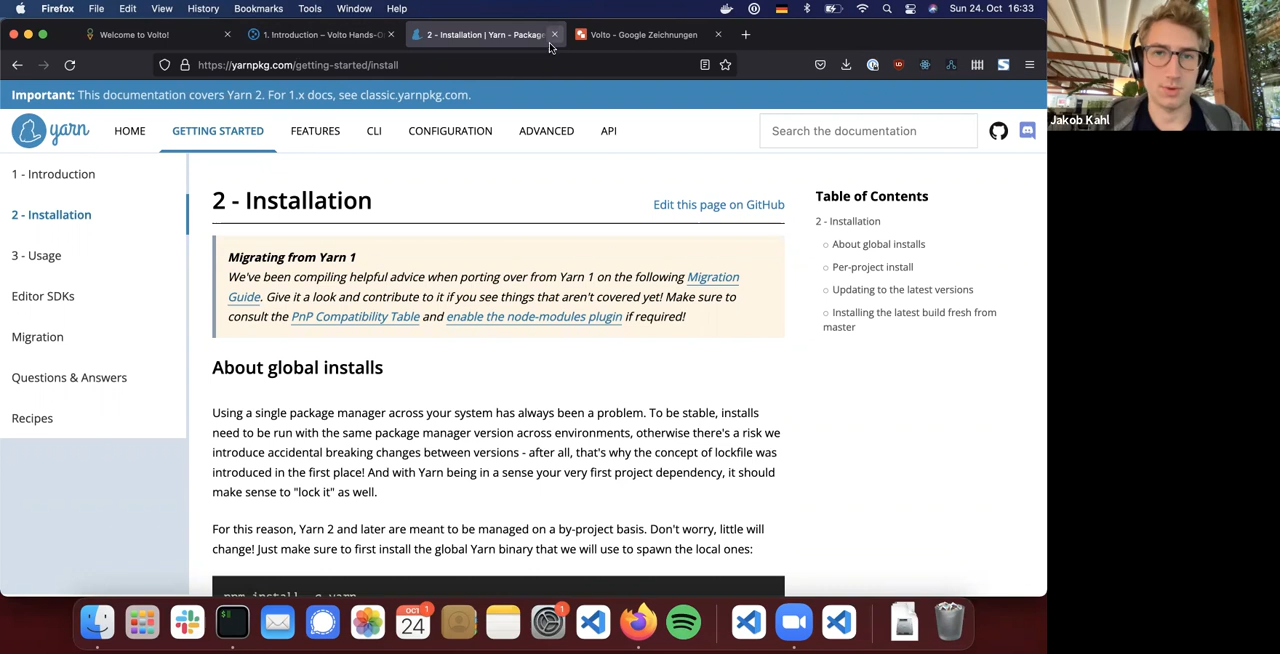 Firefox File Edit View History Bookmarks Tools Window Help Sun 24. Oct 16:33
Welcome to Volto! 1. Introduction – Volto Hands-O 2 - Installation | Yarn - Package Volto - Google Zeichnungen
https://yarnpkg.com/getting-started/install
Important: This documentation covers Yarn 2. For 1.x docs, see classic.yarnpkg.com.
yarn HOME GETTING STARTED FEATURES CLI CONFIGURATION ADVANCED API Search the documentation
Jakob Kahl
1 - Introduction
2 - Installation
3 - Usage
Editor SDKs
Migration
Questions & Answers
Recipes
2 - Installation
Edit this page on GitHub
Migrating from Yarn 1
We've been compiling helpful advice when porting over from Yarn 1 on the following Migration
Guide. Give it a look and contribute to it if you see things that aren't covered yet! Make sure to
consult the PnP Compatibility Table and enable the node-modules plugin if required!
About global installs
Using a single package manager across your system has always been a problem. To be stable, installs
need to be run with the same package manager version across environments, otherwise there's a risk we
introduce accidental breaking changes between versions - after all, that's why the concept of lockfile was
introduced in the first place! And with Yarn being in a sense your very first project dependency, it should
make sense to "lock it" as well.
For this reason, Yarn 2 and later are meant to be managed on a by-project basis. Don't worry, little will
change! Just make sure to first install the global Yarn binary that we will use to spawn the local ones:
npm install -g yarn
Table of Contents
2 - Installation
About global installs
Per-project install
Updating to the latest versions
Installing the latest build fresh from
master
OCT 1
24
1